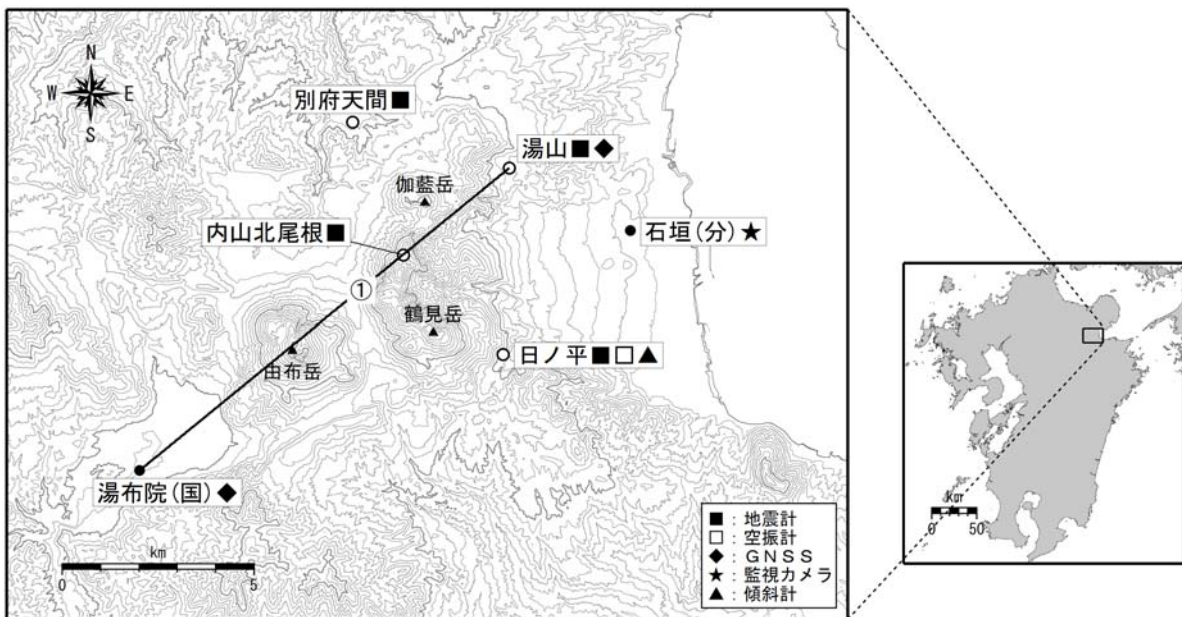 N
W E
S
別府天間■
湯山■◆
伽藍岳
内山北尾根■
石垣(分)★
①
鶴見岳
日ノ平■□▲
由布岳
湯布院(国)◆
km
0 5
■:地震計
□:空振計
◆:GNSS
★:監視カメラ
▲:傾斜計
km
0 50